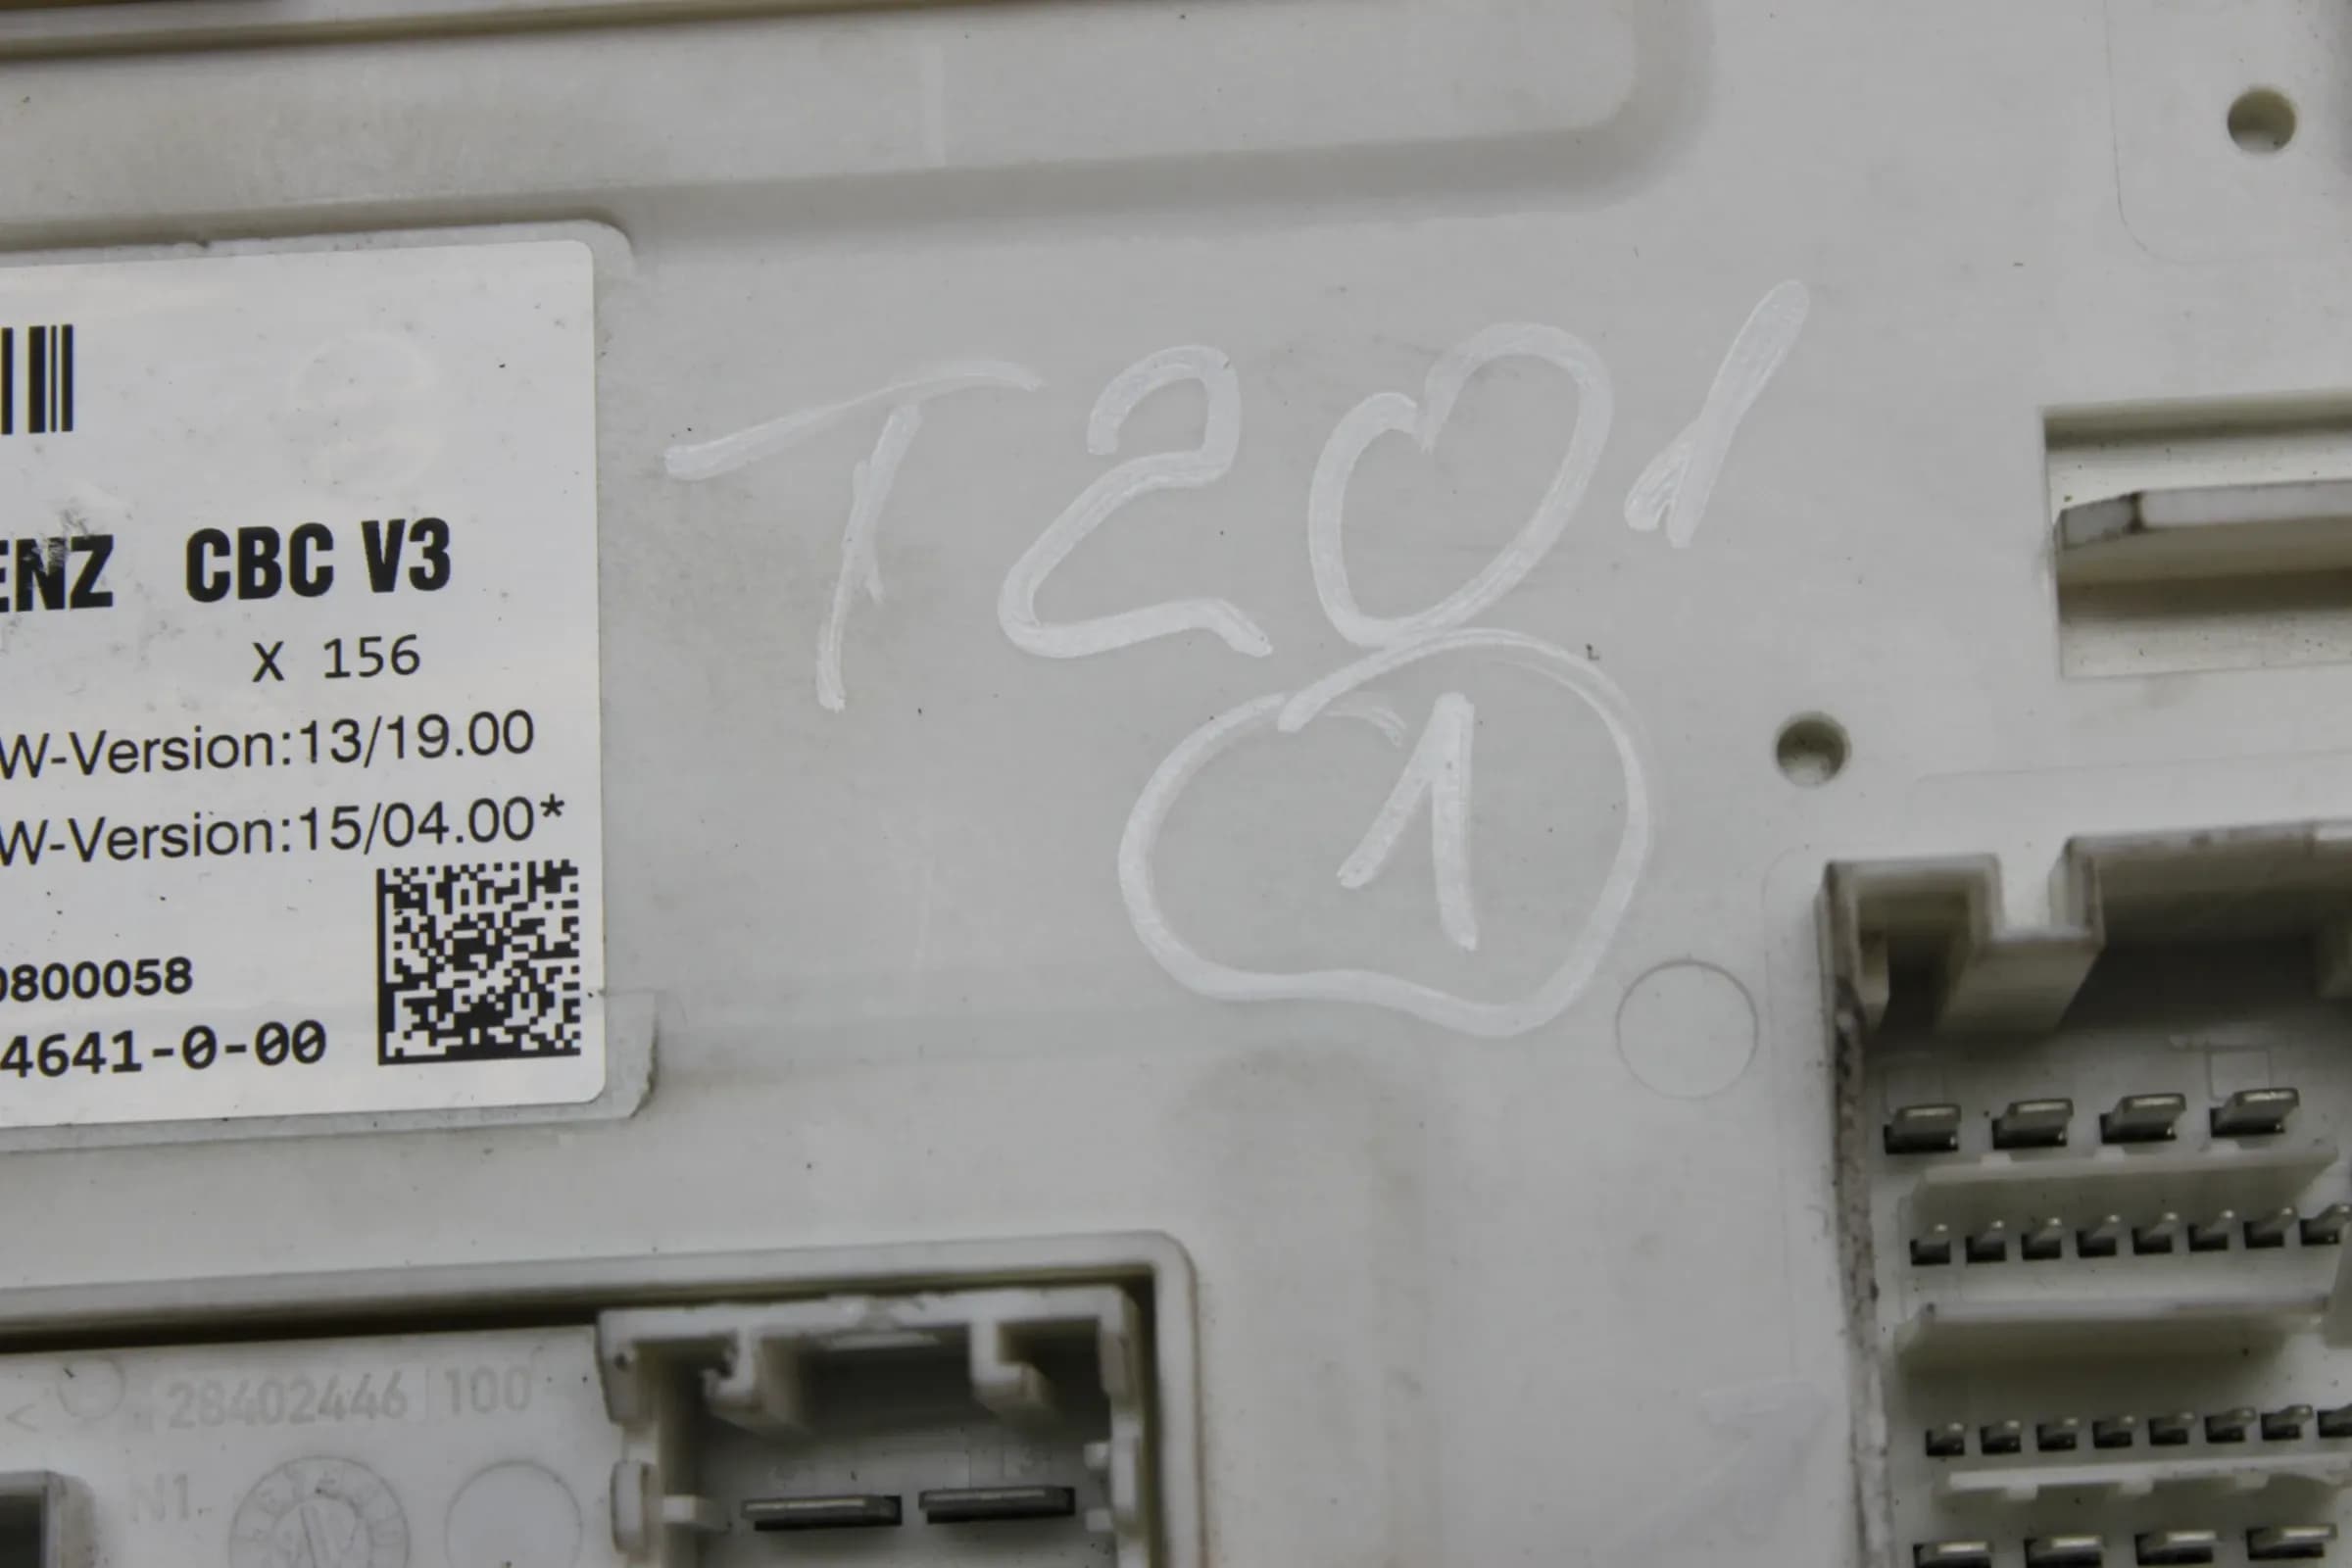 ENZ CBC V3
X 156
W-Version:13/19.00
W-Version:15/04.00*
0800058
4641-0-00
T201
1
28402446 100
N1